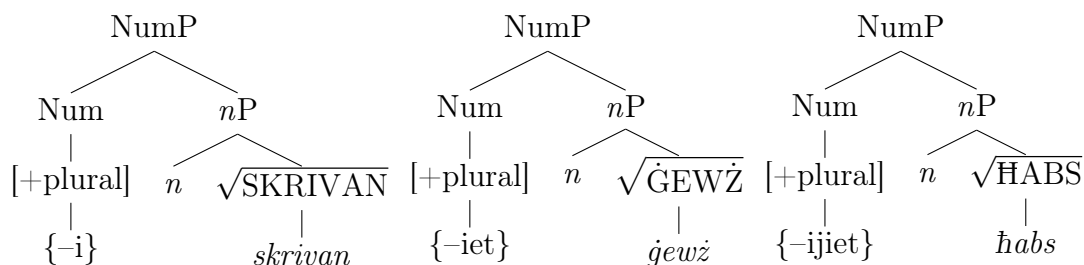 NumP NumP NumP
Num nP Num nP Num nP
[+plural] n √SKRIVAN [+plural] n √ĠEWŻ [+plural] n √ĦABS
{–i} skrivan {–iet} ġewż {–ijiet} ħabs